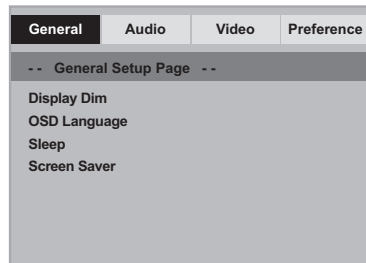 General Audio Video Preference
- - General Setup Page - -
Display Dim
OSD Language
Sleep
Screen Saver